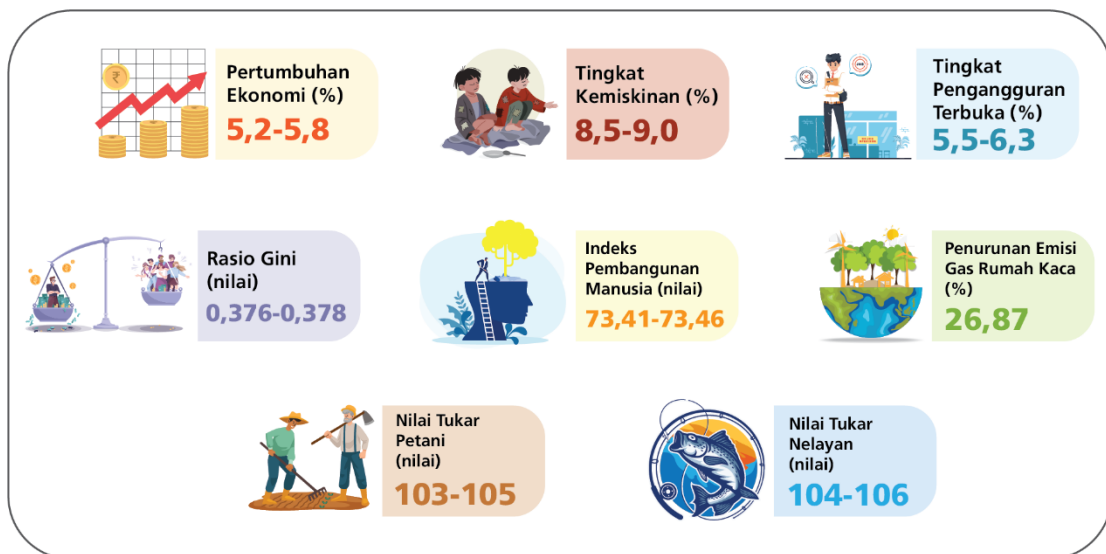 Pertumbuhan
Ekonomi (%)
5,2-5,8
Tingkat
Kemiskinan (%)
8,5-9,0
Tingkat
Pengangguran
Terbuka (%)
5,5-6,3
Rasio Gini
(nilai)
0,376-0,378
Indeks
Pembangunan
Manusia (nilai)
73,41-73,46
Penurunan Emisi
Gas Rumah Kaca
(%)
26,87
Nilai Tukar
Petani
(nilai)
103-105
Nilai Tukar
Nelayan
(nilai)
104-106